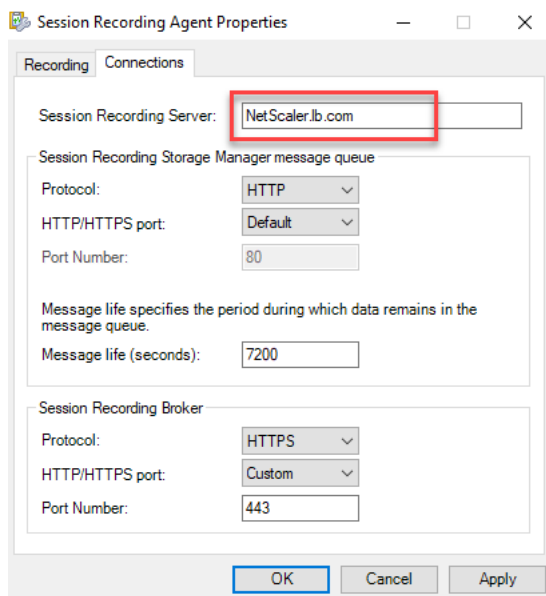 Session Recording Agent Properties
Recording Connections
Session Recording Server: NetScaler.lb.com
Session Recording Storage Manager message queue
Protocol: HTTP
HTTP/HTTPS port: Default
Port Number: 80
Message life specifies the period during which data remains in the
message queue.
Message life (seconds): 7200
Session Recording Broker
Protocol: HTTPS
HTTP/HTTPS port: Custom
Port Number: 443
OK Cancel Apply